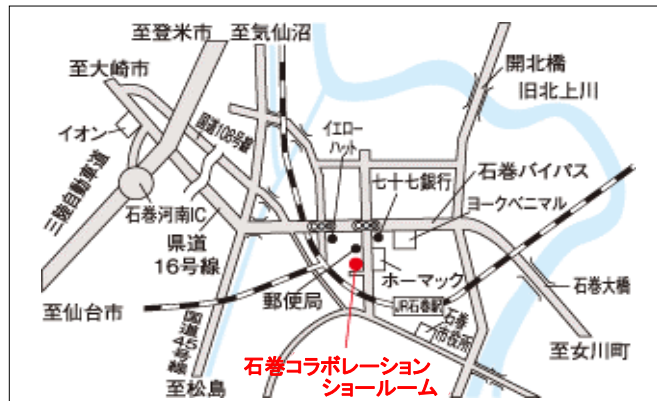 至登米市
至気仙沼
至大崎市
開北橋
旧北上川
国道108号線
イエロー
ハット
イオン
七十七銀行
石巻バイパス
ヨークベニマル
三陸自動車道
石巻河南IC
県道
16号線
ホーマック
石巻大橋
郵便局
至仙台市
JR石巻駅
石巻
市役所
国道45号線
至女川町
石巻コラボレーション
ショールーム
至松島